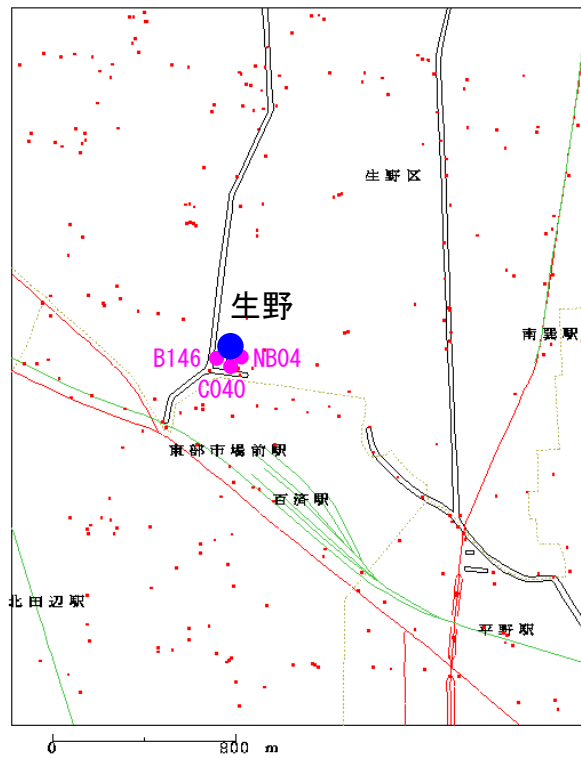 生野区
生野
南巽駅
B146
NB04
C040
東部市場前駅
百済駅
北田辺駅
平野駅
0 800 m